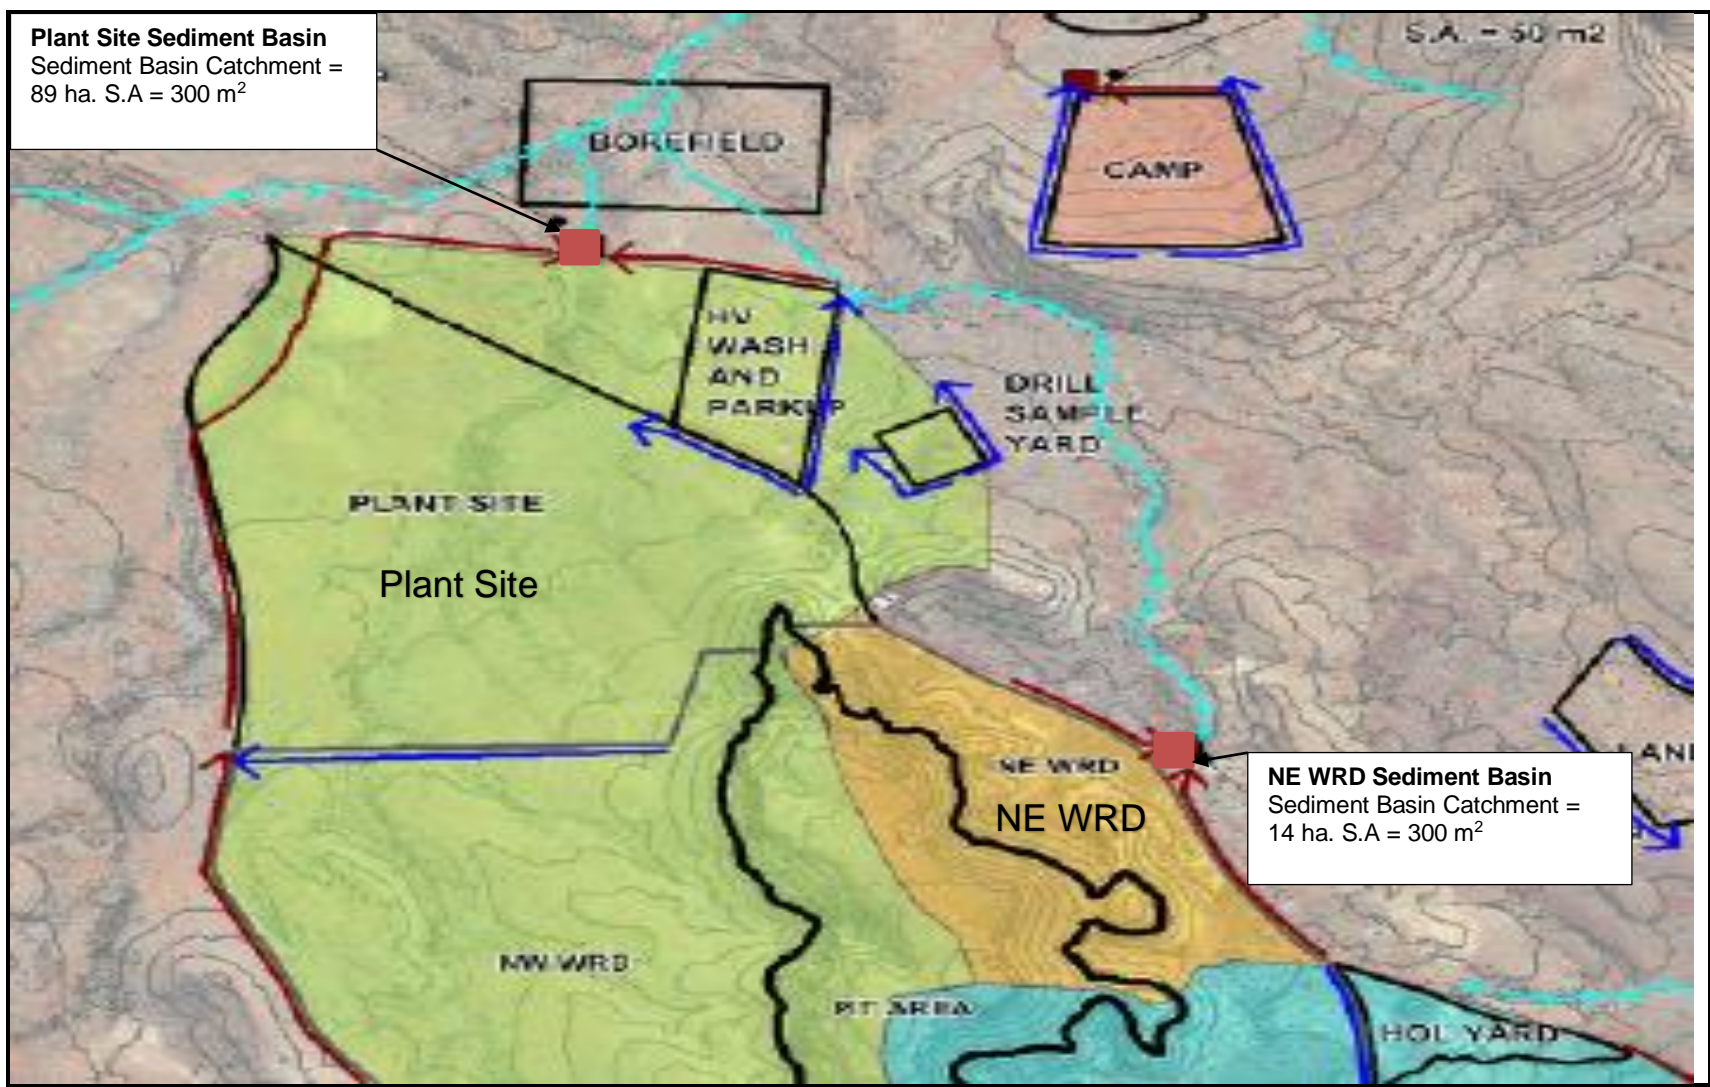 Plant Site Sediment Basin
Sediment Basin Catchment =
89 ha. S.A = 300 m²
S.A. = 50 m2
BOREFIELD
CAMP
HV
WASH
AND
PARKUP
DRILL
SAMPLE
YARD
PLANT SITE
Plant Site
NE WRD
NE WRD
NE WRD Sediment Basin
Sediment Basin Catchment =
14 ha. S.A = 300 m²
LAN
NW WRD
PIT AREA
YARD